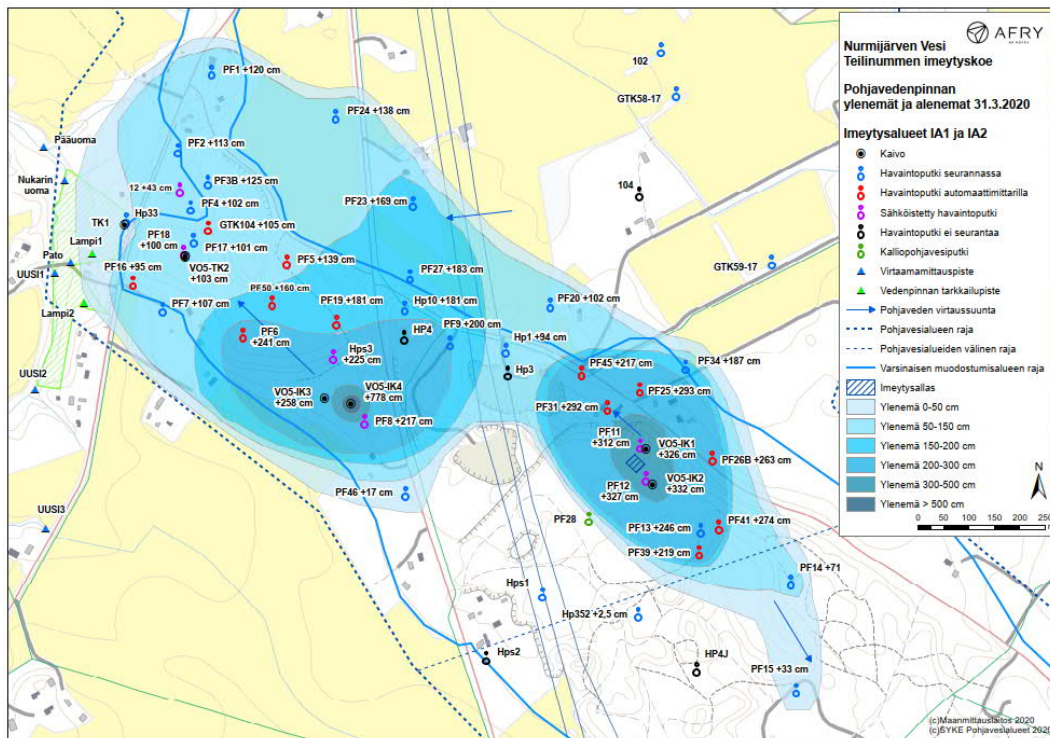 AFRY
AF PÖYRY
Nurmijärven Vesi
Teilinummen imeytyskoe
Pohjavedenpinnan
ylenemät ja alenemat 31.3.2020
Imeytysalueet IA1 ja IA2
Kaivo
Havaintoputki seurannassa
Havaintoputki automaattimittarilla
Sähköistetty havaintoputki
Havaintoputki ei seurantaa
Kalliopohjavesiputki
Virtaamamittauspiste
Vedenpinnan tarkkailupiste
Pohjaveden virtaussuunta
Pohjavesialueen raja
Pohjavesialueiden välinen raja
Varsinaisen muodostumisalueen raja
Imeytysallas
Ylenemä 0-50 cm
Ylenemä 50-150 cm
Ylenemä 150-200 cm
Ylenemä 200-300 cm
Ylenemä 300-500 cm
Ylenemä > 500 cm
N
0 50 100 150 200 250
102
PF1 +120 cm
GTK58-17
PF24 +138 cm
Pääuoma
PF2 +113 cm
Nukarin
uoma
PF3B +125 cm
12 +43 cm
104
PF4 +102 cm
PF23 +169 cm
Hp33
TK1
GTK104 +105 cm
PF18
+100 cm
PF17 +101 cm
Lampi1
Pato
VO5-TK2
+103 cm
PF5 +139 cm
GTK59-17
UUSI1
PF16 +95 cm
PF27 +183 cm
PF50 +160 cm
Lampi2
PF7 +107 cm
PF19 +181 cm
Hp10 +181 cm
PF20 +102 cm
PF6
+241 cm
HP4
PF9 +200 cm
Hp1 +94 cm
Hps3
+225 cm
Hp3
PF45 +217 cm
PF34 +187 cm
UUSI2
VO5-IK3
+258 cm
VO5-IK4
+778 cm
PF25 +293 cm
PF31 +292 cm
PF8 +217 cm
PF11
+312 cm
VO5-IK1
+326 cm
PF26B +263 cm
PF12
+327 cm
VO5-IK2
+332 cm
PF46 +17 cm
UUSI3
PF28
PF13 +246 cm
PF41 +274 cm
PF39 +219 cm
PF14 +71
Hps1
Hp352 +2,5 cm
Hps2
HP4J
PF15 +33 cm
(c)Maanmittauslaitos 2020
(c)SYKE Pohjavesialueet 2020